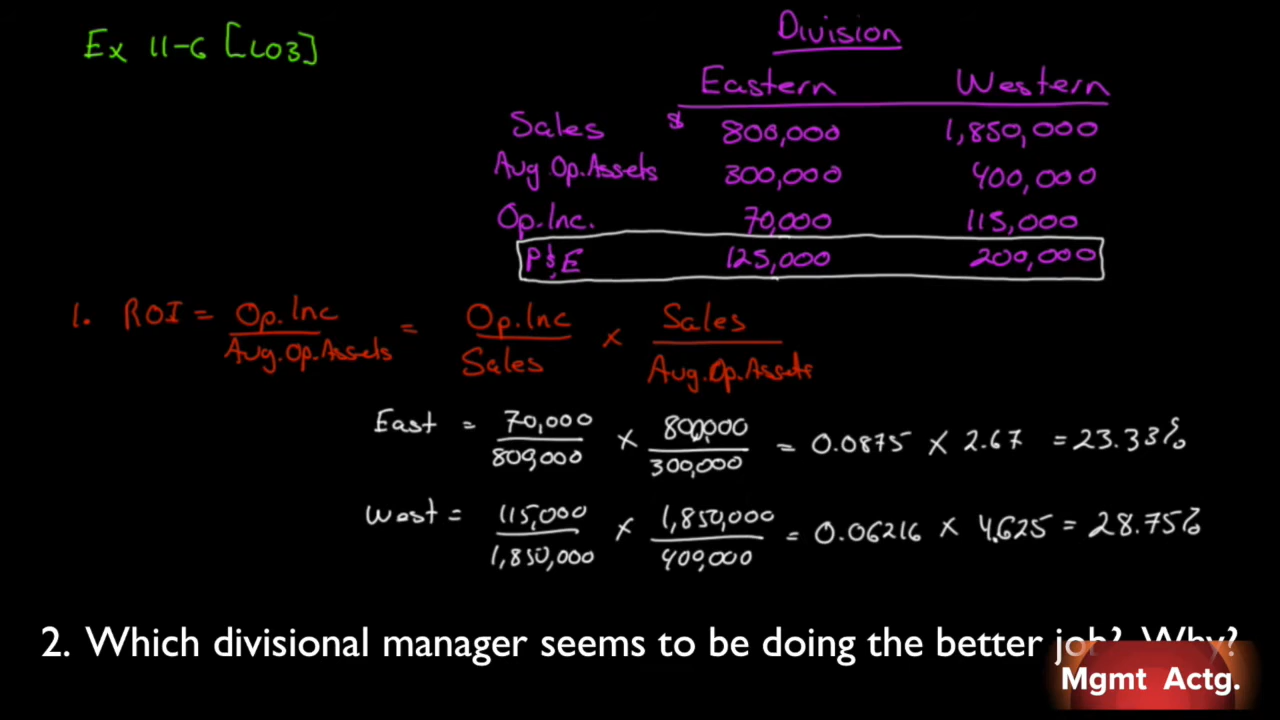 Ex 11-6 [LO3]
Division
Eastern Western
Sales $ 800,000 1,850,000
Avg Op. Assets 300,000 400,000
Op. Inc. 70,000 115,000
P&E 125,000 200,000
1. ROI = Op. Inc / Avg. Op. Assets = Op. Inc / Sales × Sales / Avg. Op. Assets
East = 70,000 / 800,000 × 800,000 / 300,000 = 0.0875 × 2.67 = 23.33%
West = 115,000 / 1,850,000 × 1,850,000 / 400,000 = 0.06216 × 4.625 = 28.75%
2. Which divisional manager seems to be doing the better job? Why?
Mgmt Actg.